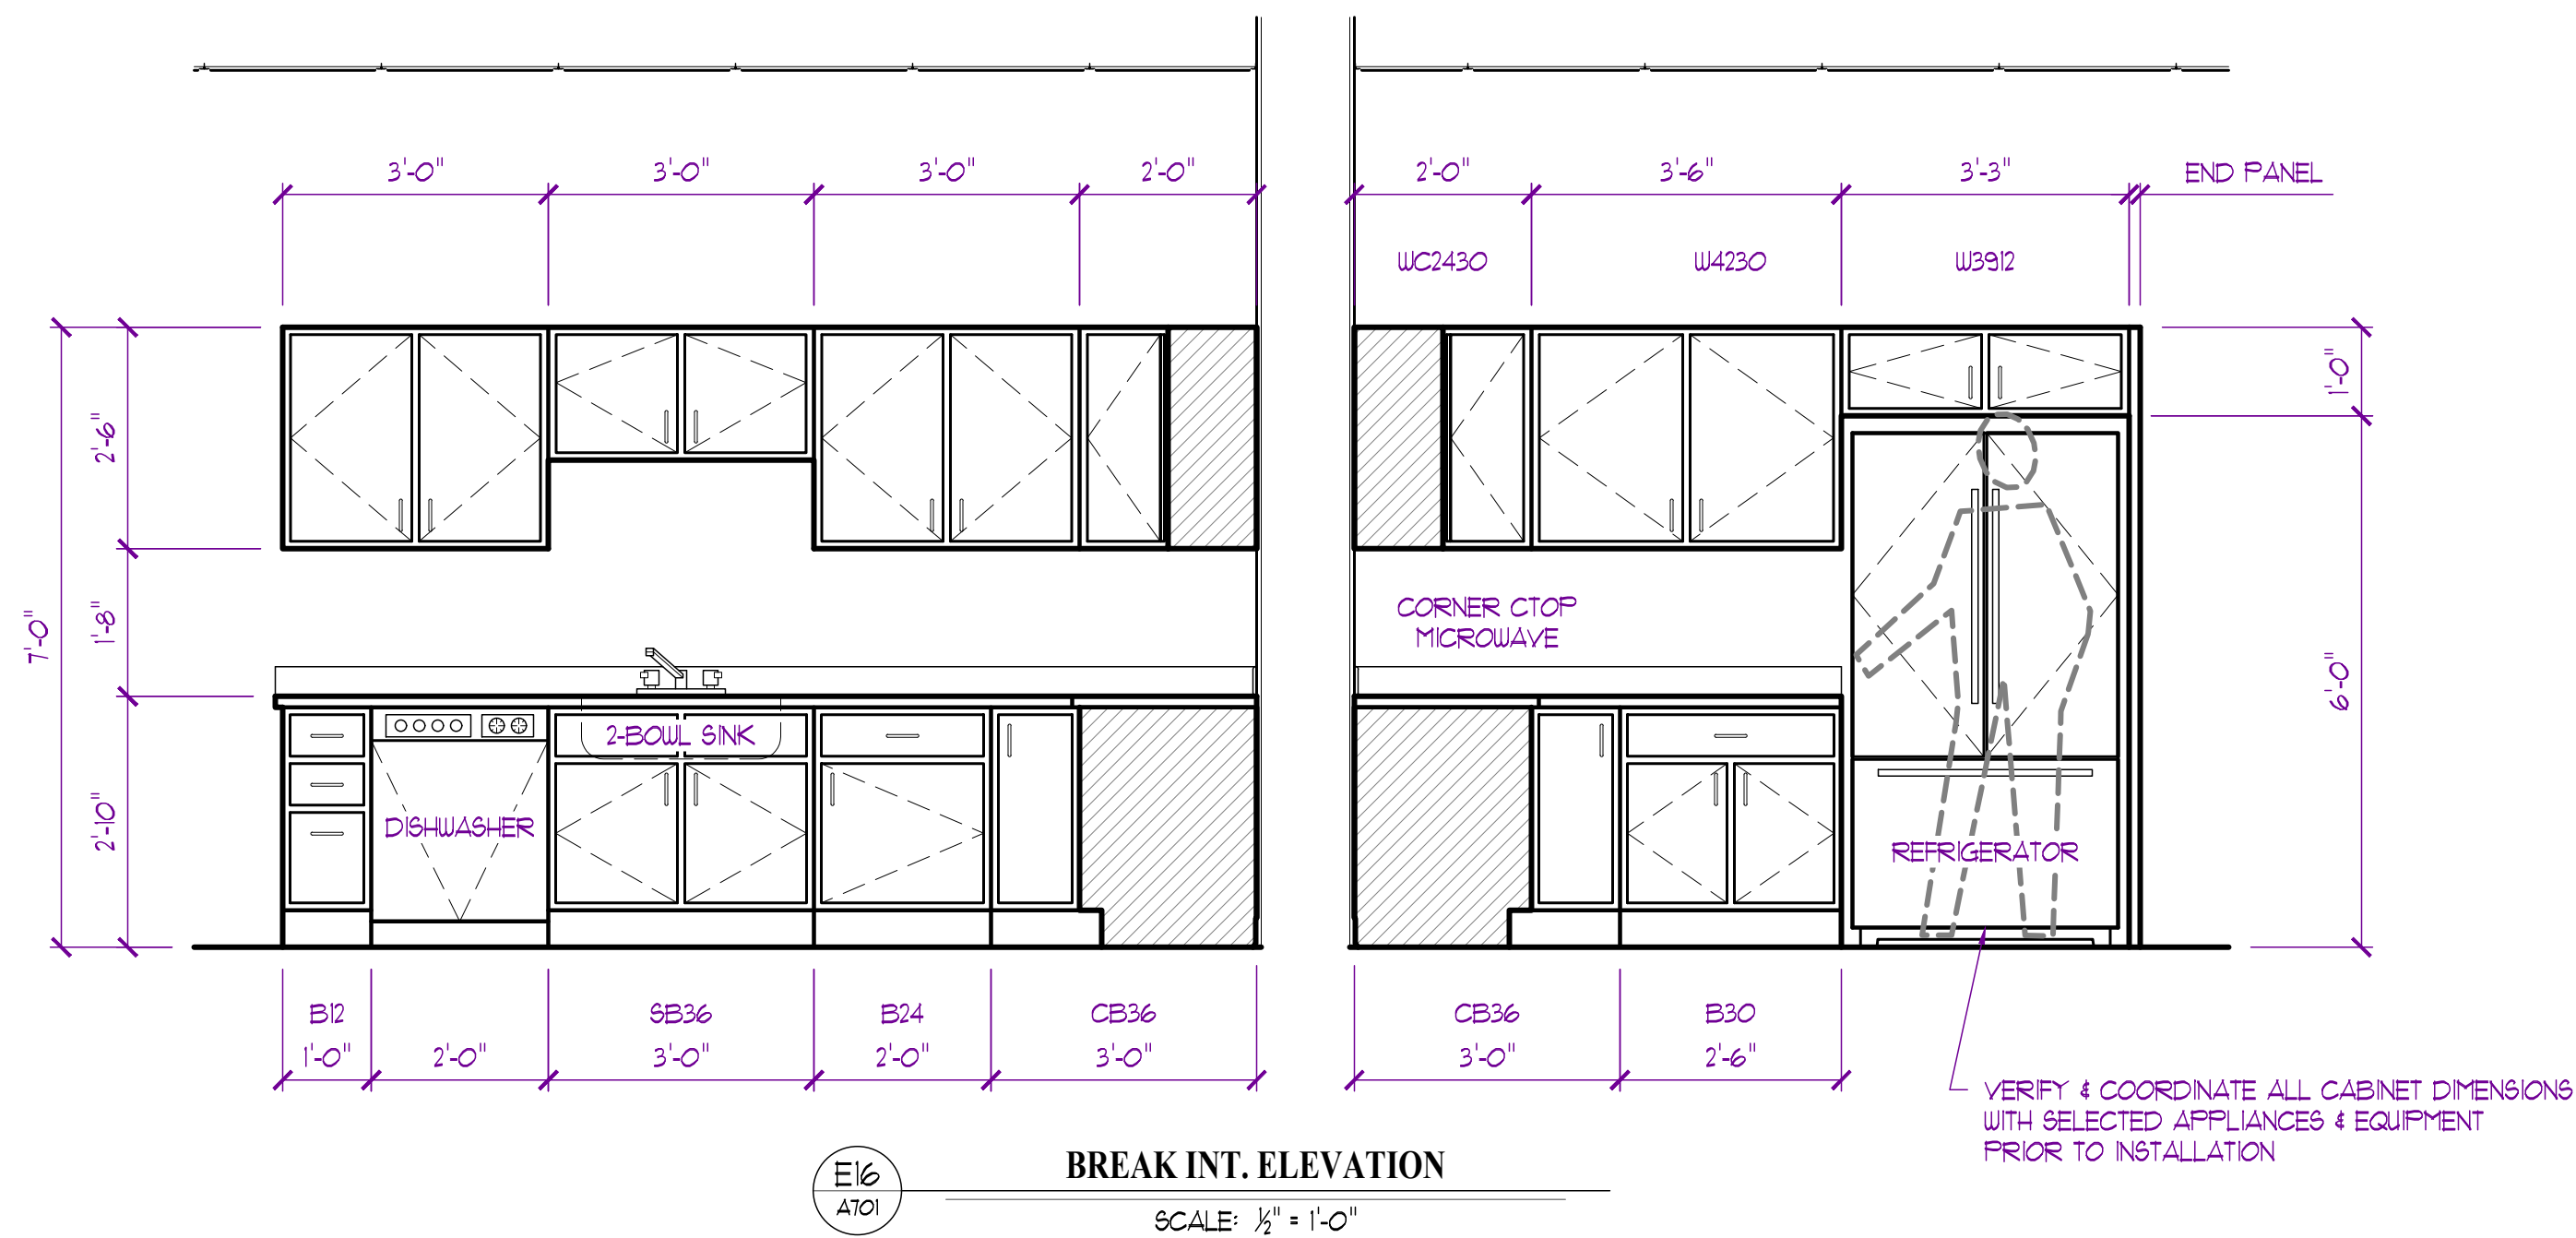 3'-0" 3'-0" 3'-0" 2'-0" 2'-0" 3'-6" 3'-3" END PANEL
WC2430 W4230 W3912
2'-6"
1'-8"
2'-10"
7'-0"
1'-0"
6'-0"
CORNER CTOP
MICROWAVE
2-BOWL SINK
DISHWASHER
REFRIGERATOR
B12 SB36 B24 CB36 CB36 B30
1'-0" 2'-0" 3'-0" 2'-0" 3'-0" 3'-0" 2'-6"
VERIFY & COORDINATE ALL CABINET DIMENSIONS
WITH SELECTED APPLIANCES & EQUIPMENT
PRIOR TO INSTALLATION
E16
A701
BREAK INT. ELEVATION
SCALE: ½" = 1'-0"